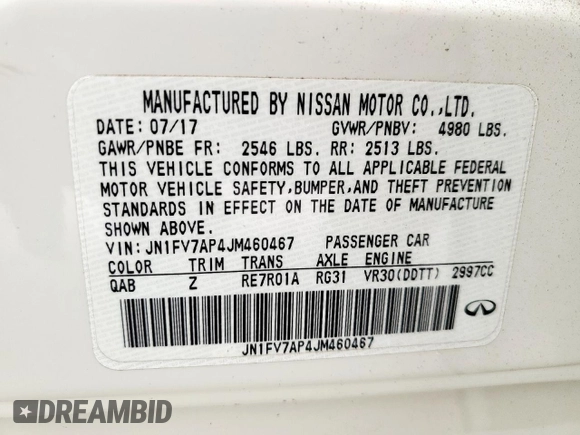 MANUFACTURED BY NISSAN MOTOR CO.,LTD.
DATE: 07/17 GVWR/PNBV: 4980 LBS.
GAWR/PNBE FR: 2546 LBS. RR: 2513 LBS.
THIS VEHICLE CONFORMS TO ALL APPLICABLE FEDERAL
MOTOR VEHICLE SAFETY,BUMPER,AND THEFT PREVENTION
STANDARDS IN EFFECT ON THE DATE OF MANUFACTURE
SHOWN ABOVE.
VIN: JN1FV7AP4JM460467 PASSENGER CAR
COLOR TRIM TRANS AXLE ENGINE
QAB Z RE7R01A RG31 VR30(DDTT) 2997CC
JN1FV7AP4JM460467
DREAMBID